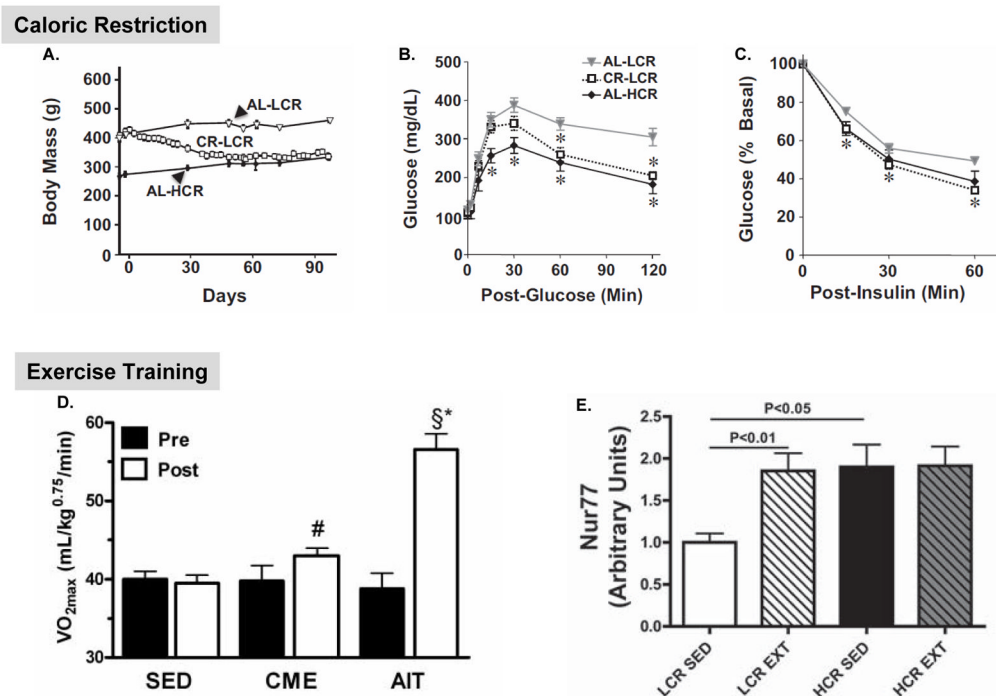 Caloric Restriction
A.
Body Mass (g)
600
500
400
300
200
100
0
AL-LCR
CR-LCR
AL-HCR
0 30 60 90
Days
B.
Glucose (mg/dL)
500
400
300
200
100
0
AL-LCR
CR-LCR
AL-HCR
* * * * *
0 30 60 90 120
Post-Glucose (Min)
C.
Glucose (% Basal)
100
80
60
40
20
0
* * *
0 30 60
Post-Insulin (Min)
Exercise Training
D.
VO2max (mL/kg0.75/min)
60
50
40
30
Pre
Post
#
§*
SED CME AIT
E.
Nur77
(Arbitrary Units)
2.5
2.0
1.5
1.0
0.5
0.0
P<0.05
P<0.01
LCR SED
LCR EXT
HCR SED
HCR EXT